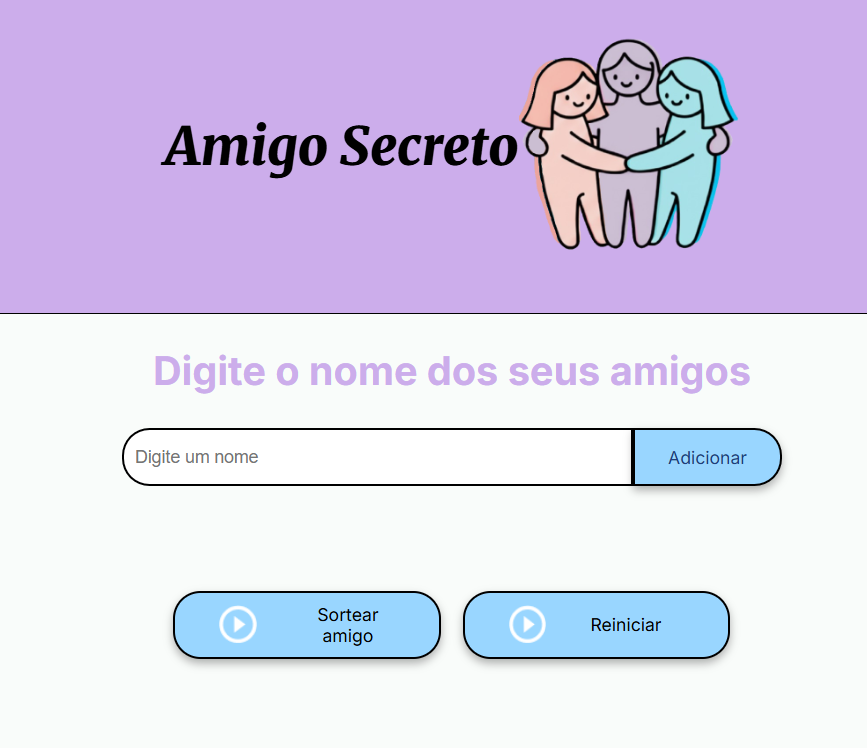 Amigo Secreto
Digite o nome dos seus amigos
Digite um nome
Adicionar
Sortear
amigo
Reiniciar